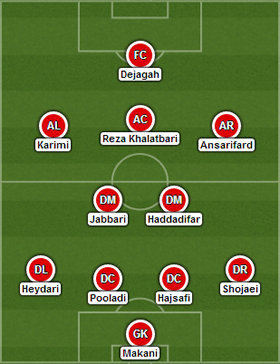 FC
Dejagah
AL
AC
AR
Karimi
Reza Khalatbari
Ansarifard
DM
DM
Jabbari
Haddadifar
DL
DC
DC
DR
Heydari
Pooladi
Hajsafi
Shojaei
GK
Makani